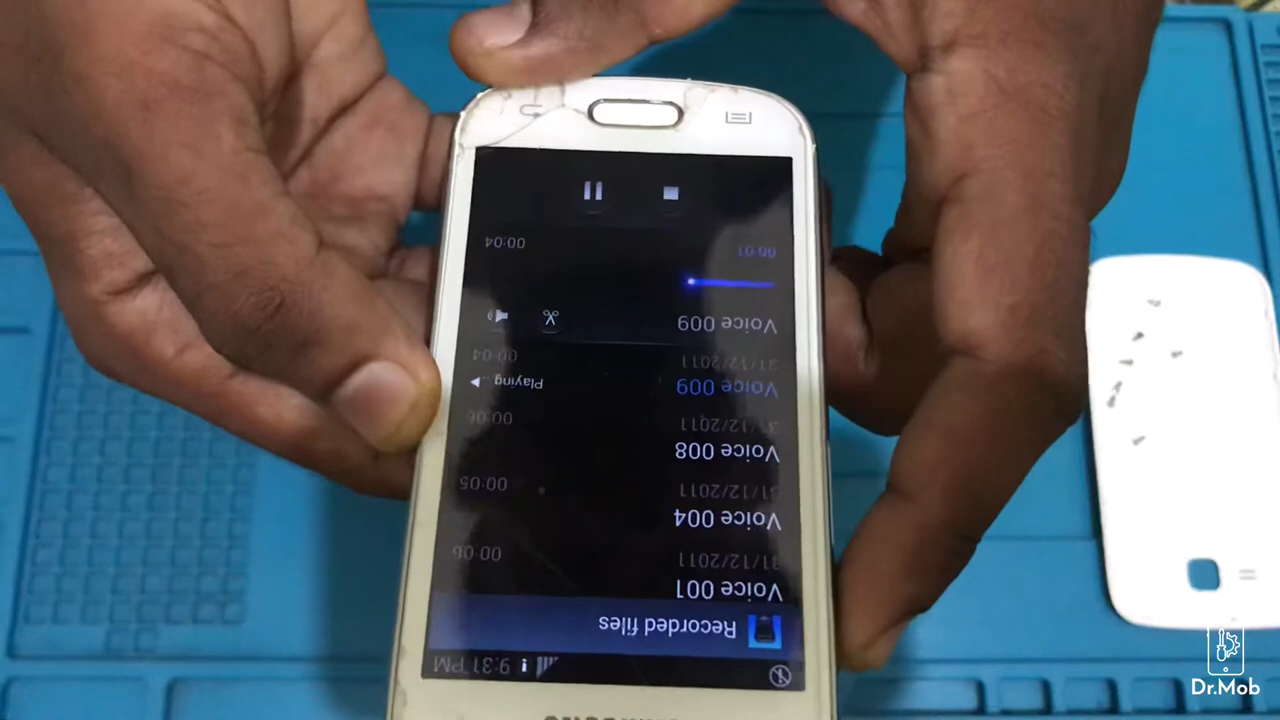 9:31 PM
Recorded files
Voice 001
31/12/2011 00:06
Voice 004
31/12/2011 00:05
Voice 008
31/12/2011 00:06
Voice 009 Playing...
31/12/2011 00:04
Voice 009
00:01 00:04
Dr.Mob